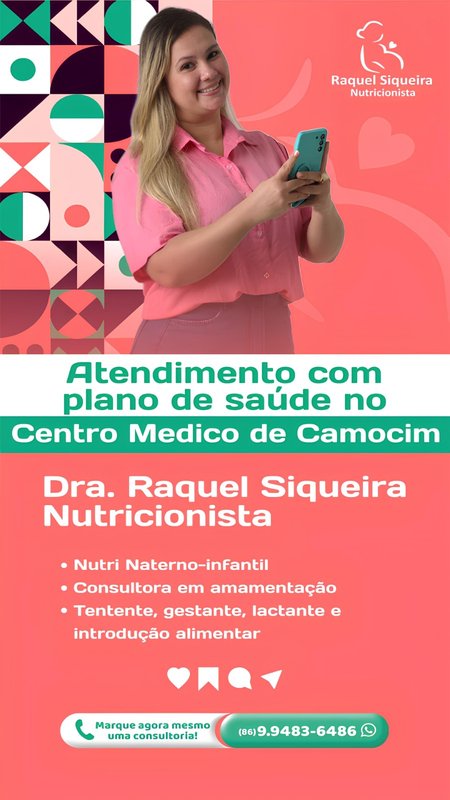 Raquel Siqueira
Nutricionista
Atendimento com
plano de saúde no
Centro Medico de Camocim
Dra. Raquel Siqueira
Nutricionista
• Nutri Naterno-infantil
• Consultora em amamentação
• Tentente, gestante, lactante e
introdução alimentar
Marque agora mesmo
uma consultoria!
(86)9.9483-6486